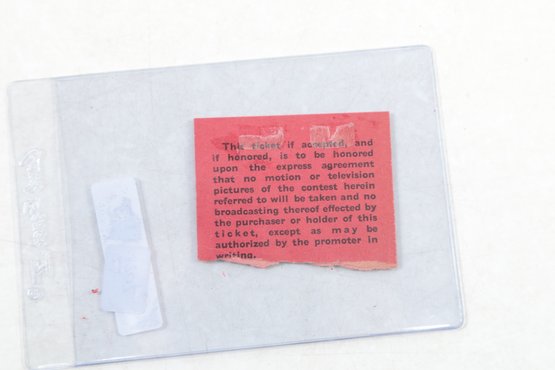 This ticket if accepted, and
if honored, is to be honored
upon the express agreement
that no motion or television
pictures of the contest herein
referred to will be taken and no
broadcasting thereof effected by
the purchaser or holder of this
ticket, except as may be
authorized by the promoter in
writing.